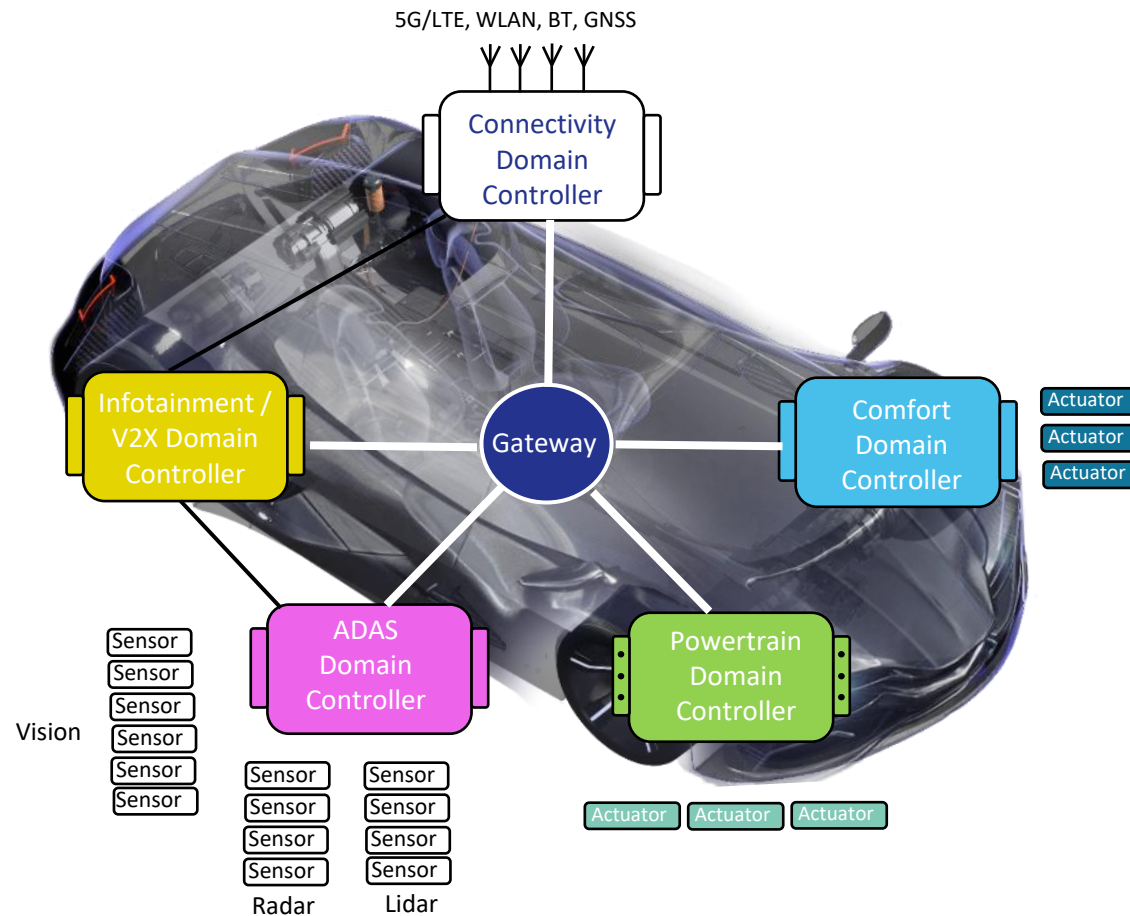 5G/LTE, WLAN, BT, GNSS
Connectivity
Domain
Controller
Infotainment /
V2X Domain
Controller
Gateway
Comfort
Domain
Controller
Actuator
Actuator
Actuator
ADAS
Domain
Controller
Powertrain
Domain
Controller
Vision
Sensor
Sensor
Sensor
Sensor
Sensor
Sensor
Sensor
Sensor
Sensor
Sensor
Radar
Sensor
Sensor
Sensor
Sensor
Lidar
Actuator
Actuator
Actuator